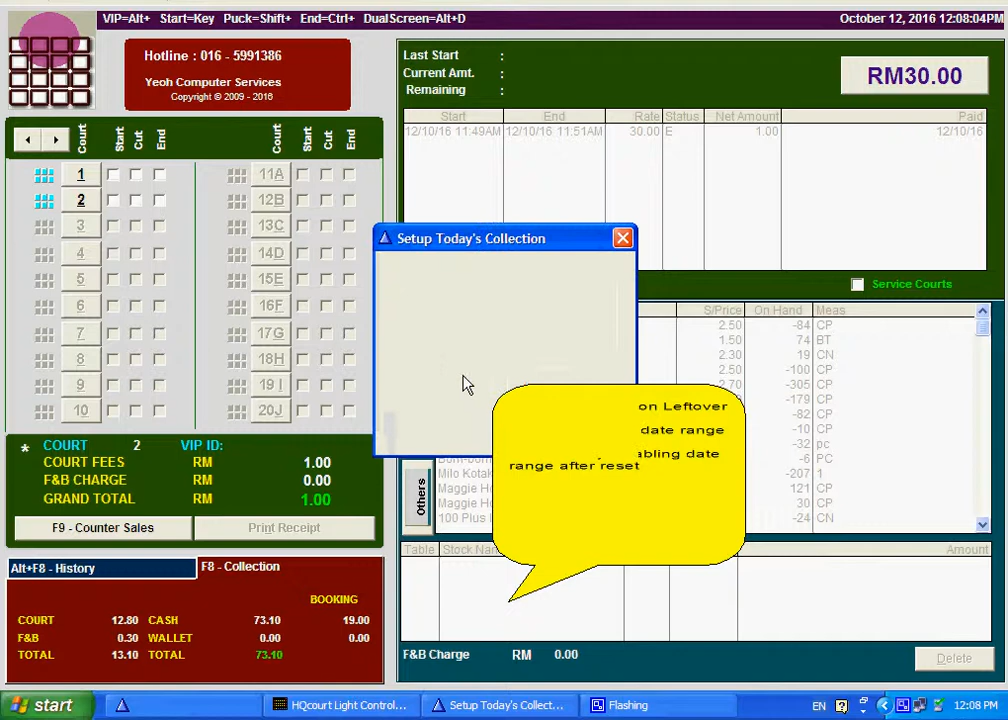 VIP=Alt+ Start=Key Puck=Shift+ End=Ctrl+ DualScreen=Alt+D
October 12, 2016 12:08:04PM
Hotline : 016 - 5991386
Yeoh Computer Services
Copyright © 2009 - 2016
Last Start :
Current Amt. :
Remaining :
RM30.00
Court Start Cut End Court Start Cut End
1 11A
2 12B
3 13C
4 14D
5 15E
6 16F
7 17G
8 18H
9 19 I
10 20J
Start End Rate Status Net Amount Paid
12/10/16 11:49AM 12/10/16 11:51AM 30.00 E 1.00 12/10/16
Setup Today's Collection
Service Courts
S/Price On Hand Meas
2.50 -84 CP
1.50 74 BT
2.30 19 CN
2.50 -100 CP
2.70 -305 CP
-179 CP
-82 CP
-10 CP
-32 pc
-6 PC
Milo Kotak -207 1
Maggie H 121 CP
Maggie H 30 CP
100 Plus -24 CN
Others
on Leftover
date range
abling date
range after reset
* COURT 2 VIP ID:
COURT FEES RM 1.00
F&B CHARGE RM 0.00
GRAND TOTAL RM 1.00
F9 - Counter Sales
Print Receipt
Alt+F8 - History
F8 - Collection
BOOKING
COURT 12.80 CASH 73.10 19.00
F&B 0.30 WALLET 0.00 0.00
TOTAL 13.10 TOTAL 73.10
Table Stock Nam Amount
F&B Charge RM 0.00
Delete
start
HQcourt Light Control...
Setup Today's Collect...
Flashing
EN
12:08 PM